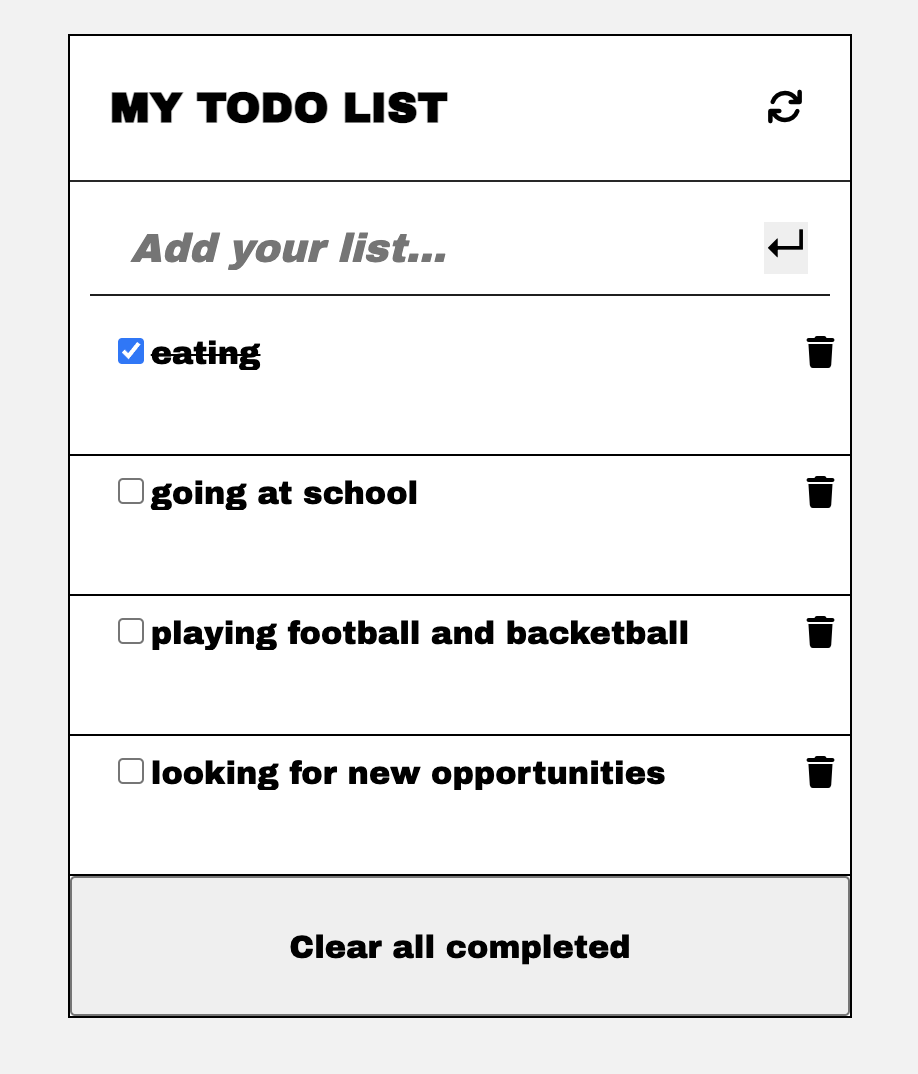 MY TODO LIST
Add your list...
eating
going at school
playing football and backetball
looking for new opportunities
Clear all completed